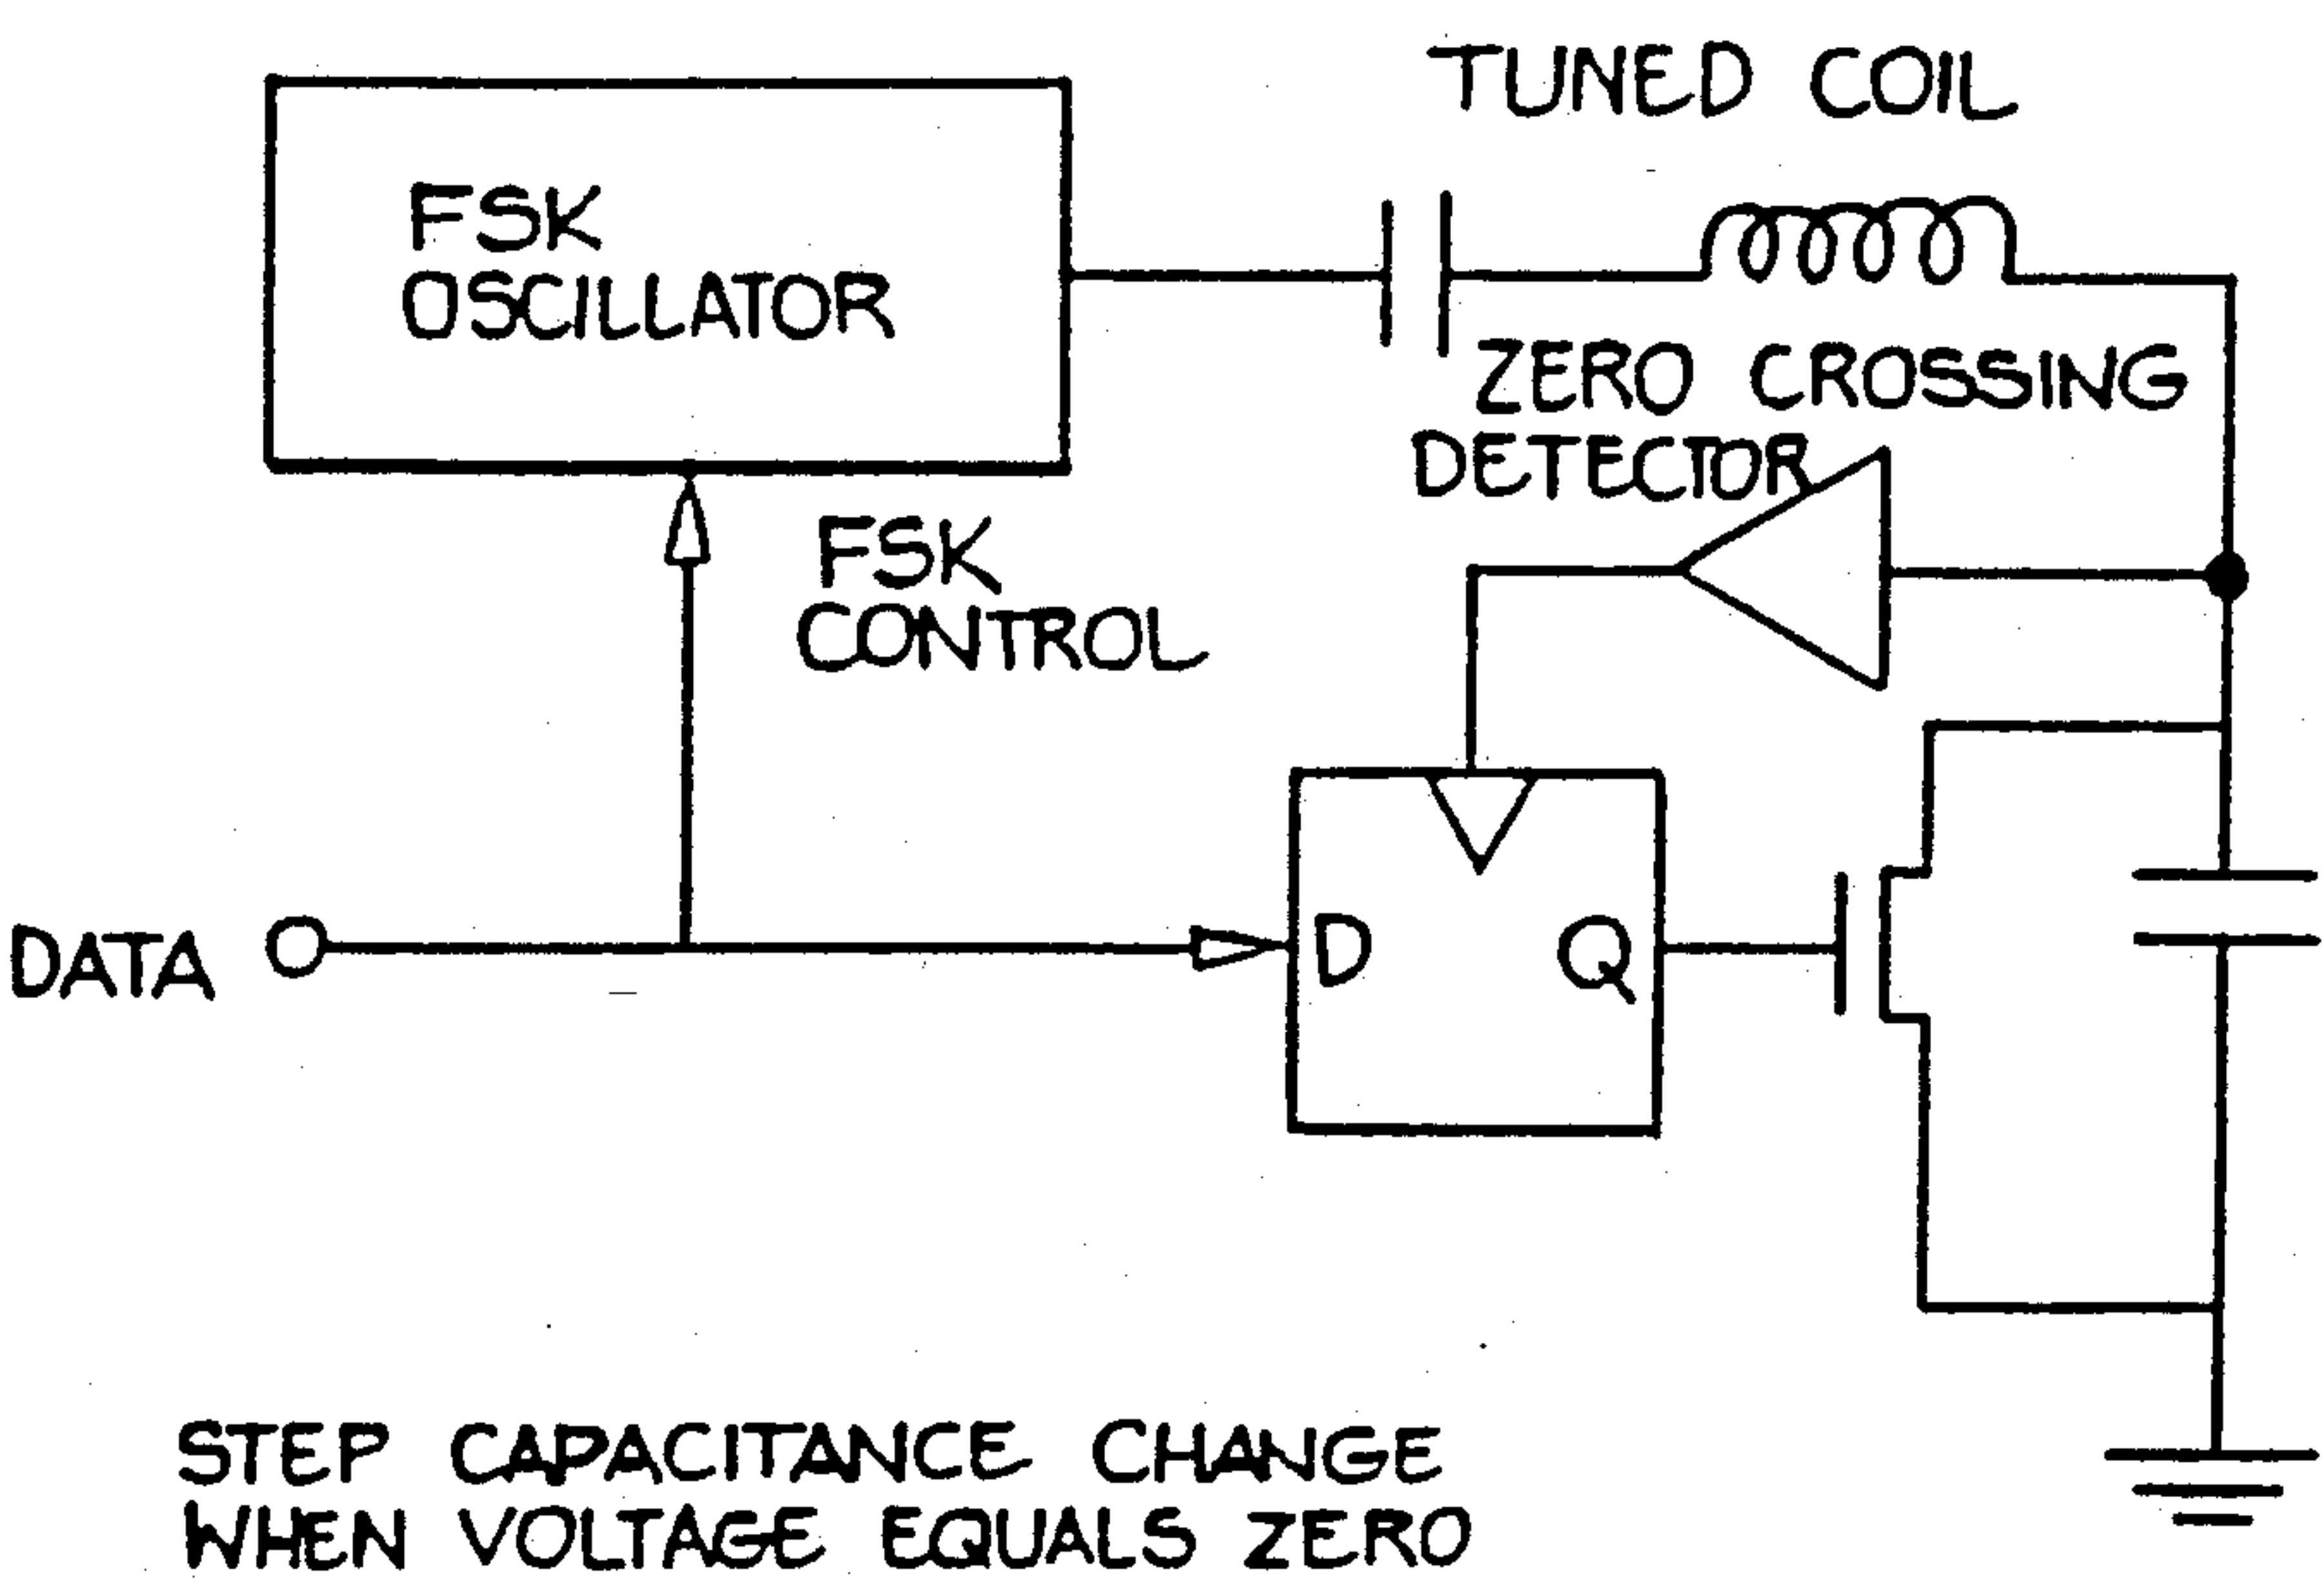 TUNED COIL
FSK
OSCILLATOR
ZERO CROSSING
DETECTOR
FSK
CONTROL
DATA
D
Q
STEP CAPACITANCE CHANGE
WHEN VOLTAGE EQUALS ZERO